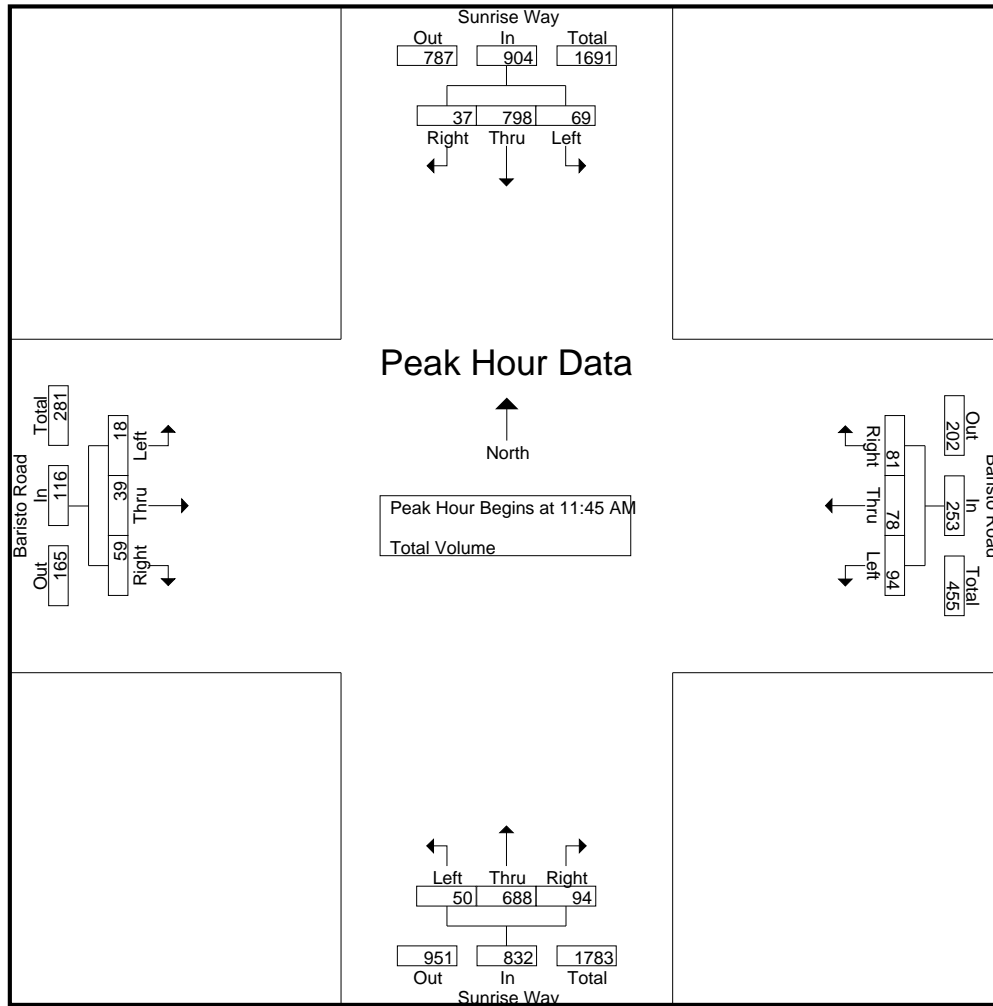 Sunrise Way
Out In Total
787 904 1691
37 798 69
Right Thru Left
Peak Hour Data
North
Peak Hour Begins at 11:45 AM
Total Volume
Baristo Road
Total In Out
281 116 165
18 39 59
Left Thru Right
Right Thru Left
81 78 94
Out In Total
202 253 455
Baristo Road
Left Thru Right
50 688 94
951 832 1783
Out In Total
Sunrise Way